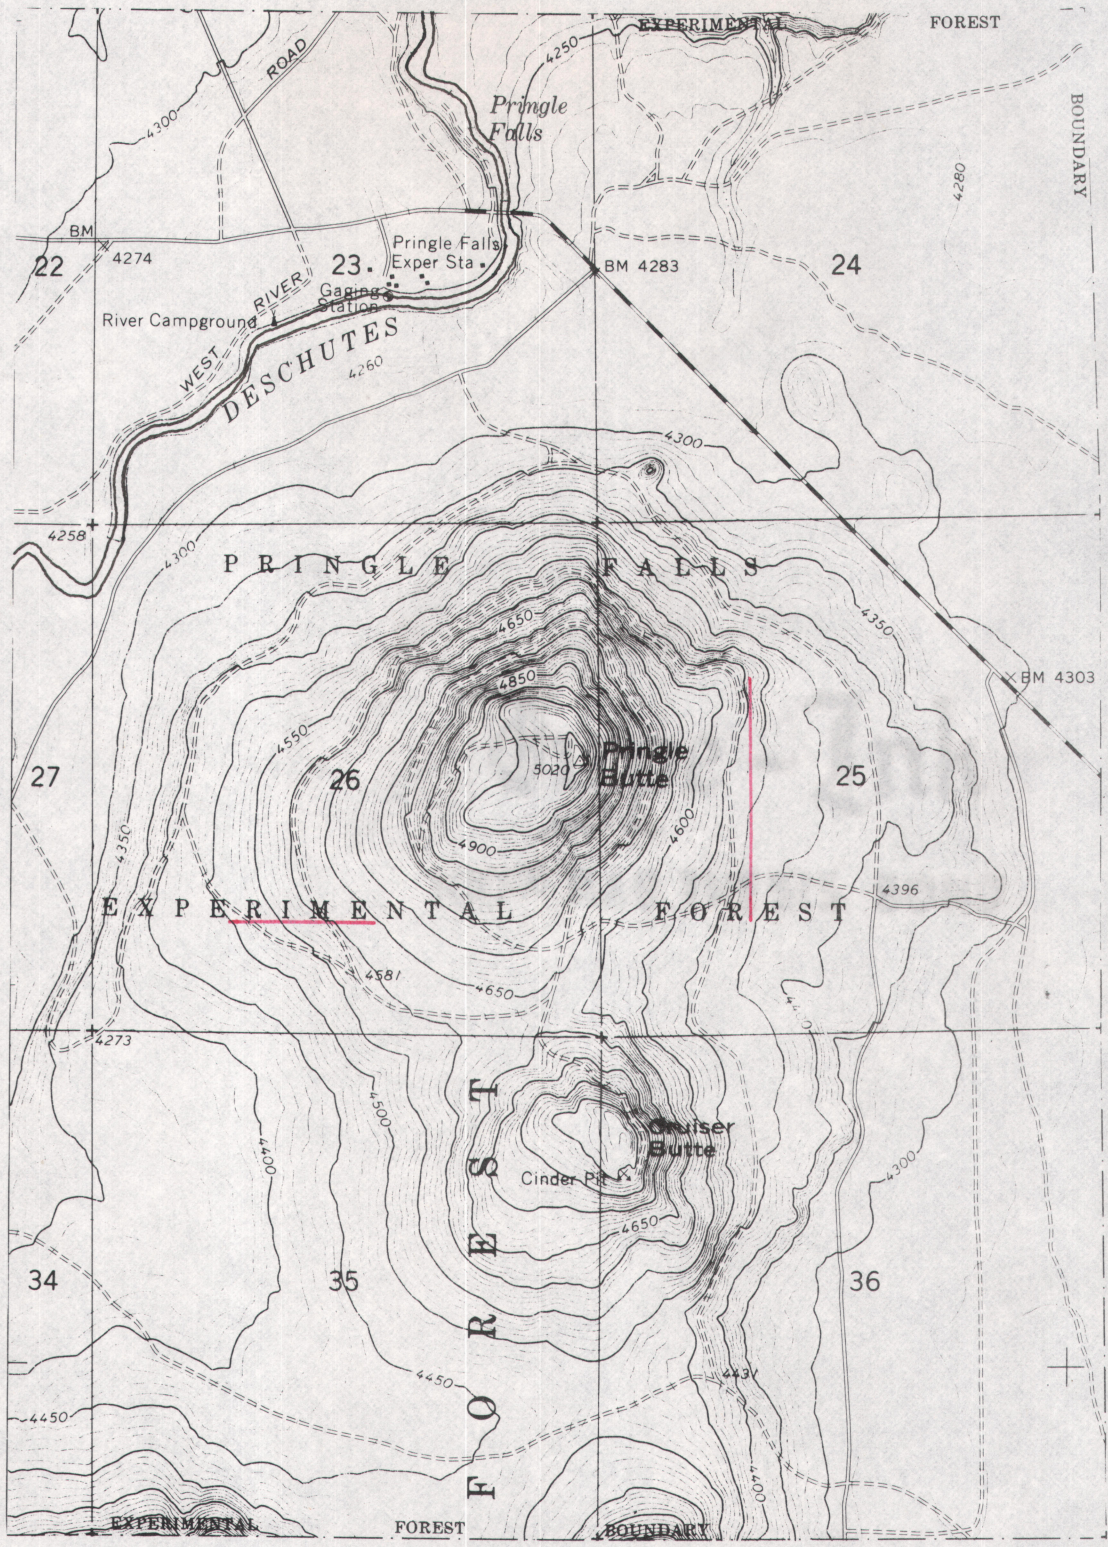 EXPERIMENTAL FOREST
BOUNDARY
ROAD
4250
Pringle
Falls
4300
4280
BM
4274
22
23
Pringle Falls
Exper Sta
Gaging
Station
BM 4283
24
RIVER
River Campground
WEST
DESCHUTES
4260
4300
4258
4300
PRINGLE FALLS
4650
4350
4850
BM 4303
4550
Pringle
Butte
5020
27
26
25
4350
4600
4900
4396
EXPERIMENTAL FOREST
4581
4650
4400
4273
4500
FOREST
Cruiser
Butte
4400
4300
Cinder Pit
4650
34
35
36
4431
4450
4450
4400
EXPERIMENTAL FOREST BOUNDARY